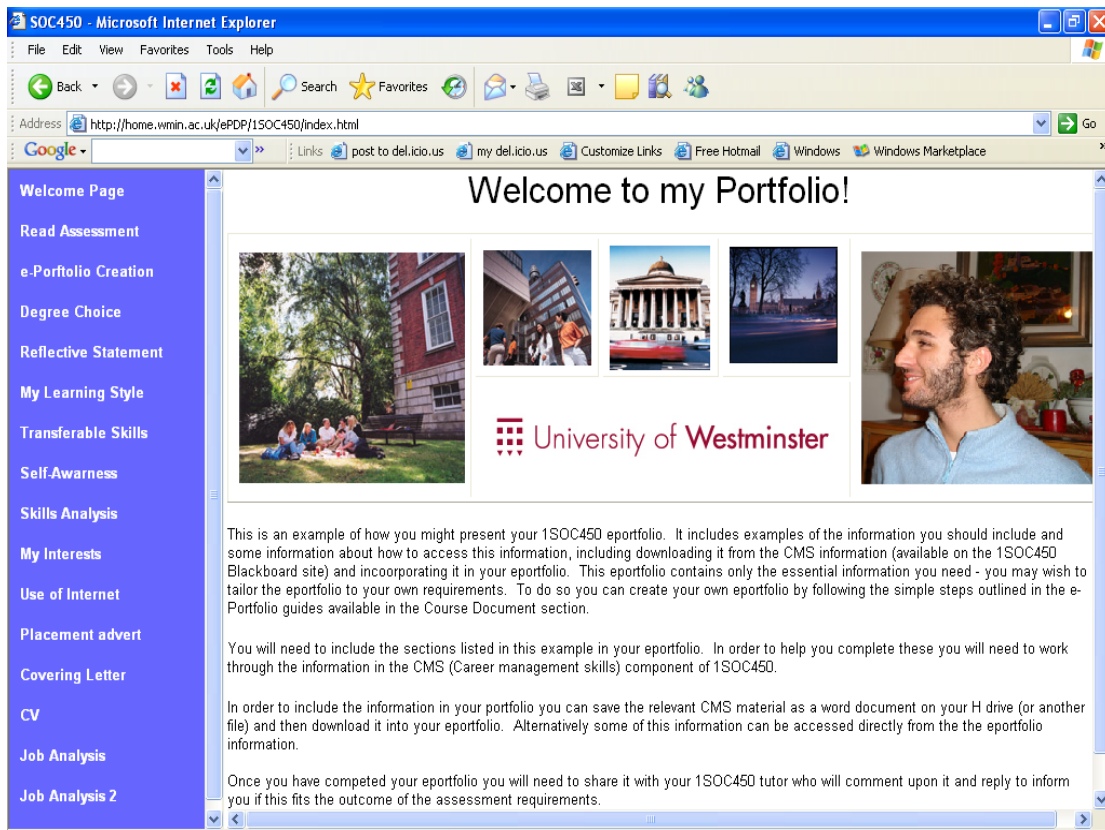 SOC450 - Microsoft Internet Explorer
File Edit View Favorites Tools Help
Back Search Favorites
Address http://home.wmin.ac.uk/ePDP/1SOC450/index.html Go
Google Links post to del.icio.us my del.icio.us Customize Links Free Hotmail Windows Windows Marketplace
Welcome Page
Read Assessment
e-Porftolio Creation
Degree Choice
Reflective Statement
My Learning Style
Transferable Skills
Self-Awarness
Skills Analysis
My Interests
Use of Internet
Placement advert
Covering Letter
CV
Job Analysis
Job Analysis 2
Welcome to my Portfolio!
University of Westminster
This is an example of how you might present your 1SOC450 eportfolio. It includes examples of the information you should include and
some information about how to access this information, including downloading it from the CMS information (available on the 1SOC450
Blackboard site) and incoorporating it in your eportfolio. This eportfolio contains only the essential information you need - you may wish to
tailor the eportfolio to your own requirements. To do so you can create your own eportfolio by following the simple steps outlined in the e-
Portfolio guides available in the Course Document section.
You will need to include the sections listed in this example in your eportfolio. In order to help you complete these you will need to work
through the information in the CMS (Career management skills) component of 1SOC450.
In order to include the information in your portfolio you can save the relevant CMS material as a word document on your H drive (or another
file) and then download it into your eportfolio. Alternatively some of this information can be accessed directly from the the eportfolio
information.
Once you have competed your eportfolio you will need to share it with your 1SOC450 tutor who will comment upon it and reply to inform
you if this fits the outcome of the assessment requirements.